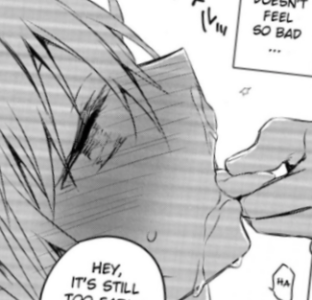 DOESN'T
FEEL
SO BAD
...
HEY,
IT'S STILL
HA